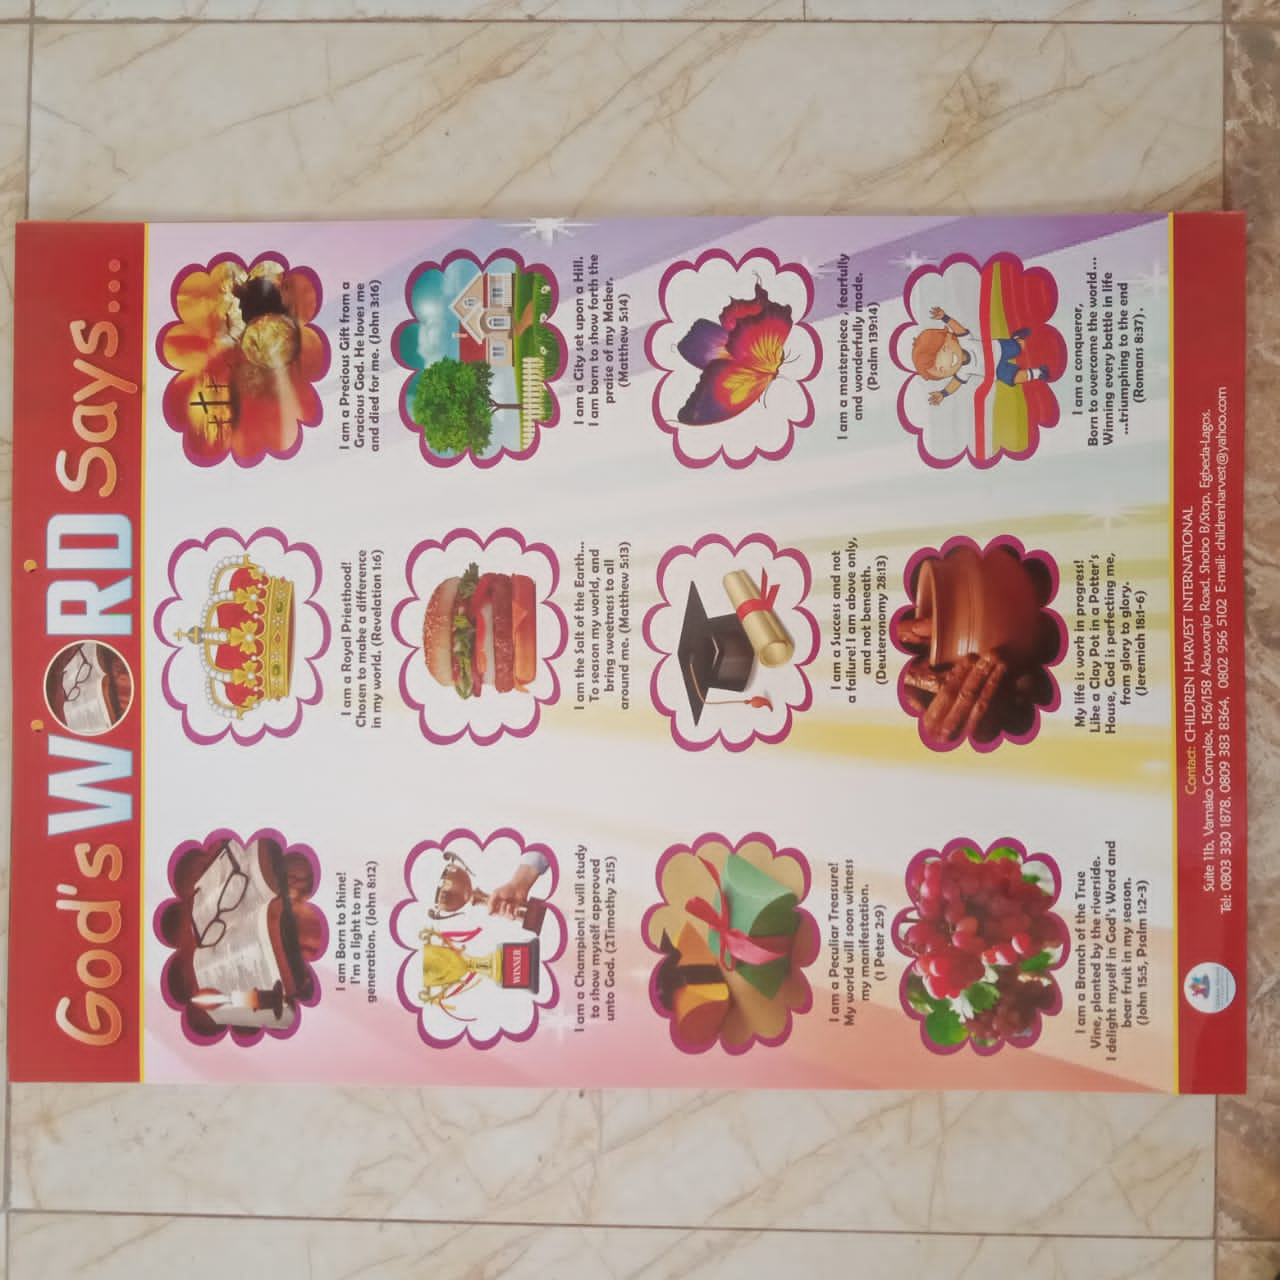 God's WORD Says...
I am Born to Shine!
I'm a light to my
generation. (John 8:12)
I am a Royal Priesthood!
Chosen to make a difference
in my world. (Revelation 1:6)
I am a Precious Gift from a
Gracious God. He loves me
and died for me. (John 3:16)
WINNER
I am a Champion! I will study
to show myself approved
unto God. (2Timothy 2:15)
I am the Salt of the Earth...
To season my world, and
bring sweetness to all
around me. (Matthew 5:13)
I am a City set upon a Hill.
I am born to show forth the
praise of my Maker.
(Matthew 5:14)
I am a Peculiar Treasure!
My world will soon witness
my manifestation.
(1 Peter 2:9)
I am a Success and not
a failure! I am above only,
and not beneath.
(Deuteronomy 28:13)
I am a masterpiece , fearfully
and wonderfully made.
(Psalm 139:14)
I am a Branch of the True
Vine, planted by the riverside.
I delight myself in God's Word and
bear fruit in my season.
(John 15:5, Psalm 1:2-3)
My life is work in progress!
Like a Clay Pot in a Potter's
House, God is perfecting me,
from glory to glory.
(Jeremiah 18:1-6)
I am a conqueror,
Born to overcome the world...
Winning every battle in life
...triumphing to the end
(Romans 8:37).
Contact: CHILDREN HARVEST INTERNATIONAL
Suite 11b, Vamako Complex, 156/158 Akowonjo Road, Shobo B/Stop, Egbeda-Lagos.
Tel: 0803 330 1878, 0809 383 8364, 0802 956 5102 E-mail: childrenharvest@yahoo.com